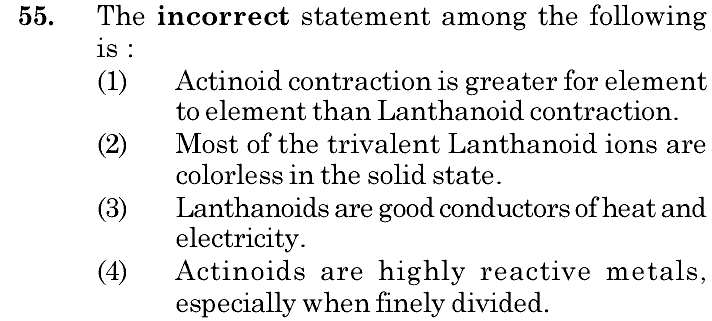 55. The incorrect statement among the following
is :
(1) Actinoid contraction is greater for element
to element than Lanthanoid contraction.
(2) Most of the trivalent Lanthanoid ions are
colorless in the solid state.
(3) Lanthanoids are good conductors of heat and
electricity.
(4) Actinoids are highly reactive metals,
especially when finely divided.